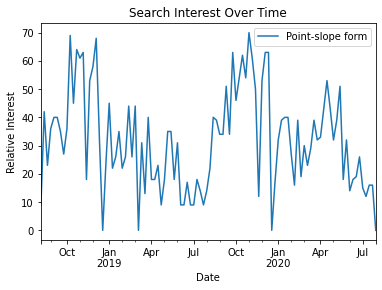 Search Interest Over Time
Point-slope form
Relative Interest
70
60
50
40
30
20
10
0
Oct
Jan
2019
Apr
Jul
Oct
Jan
2020
Apr
Jul
Date